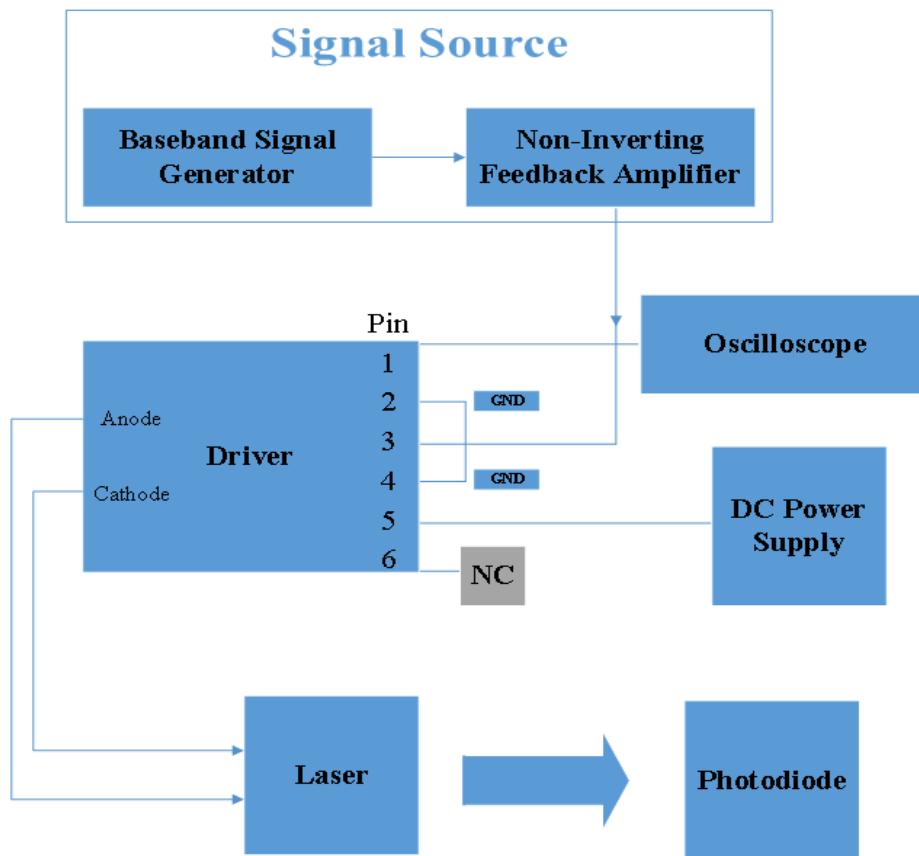 Signal Source
Baseband Signal
Generator
Non-Inverting
Feedback Amplifier
Pin
1
Oscilloscope
2
GND
Anode
3
Driver
4
GND
Cathode
5
DC Power
Supply
6
NC
Laser
Photodiode